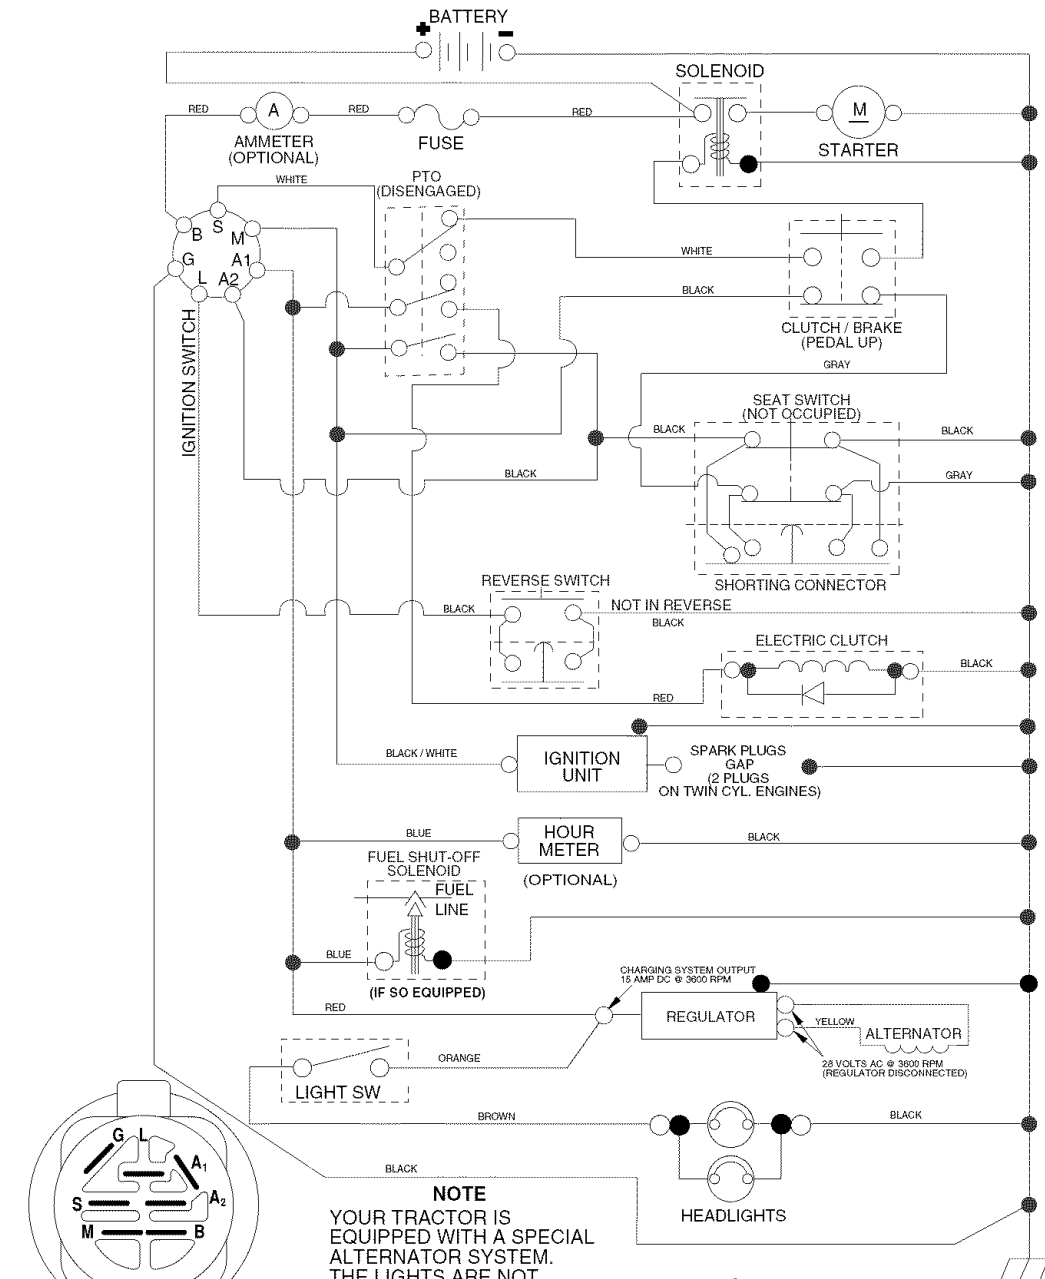 BATTERY
+ -
SOLENOID
RED
A
RED
RED
M
AMMETER
(OPTIONAL)
FUSE
STARTER
WHITE
PTO
(DISENGAGED)
B
S
M
G
A1
L
A2
WHITE
BLACK
CLUTCH / BRAKE
(PEDAL UP)
IGNITION SWITCH
GRAY
SEAT SWITCH
(NOT OCCUPIED)
BLACK
BLACK
BLACK
GRAY
SHORTING CONNECTOR
REVERSE SWITCH
BLACK
NOT IN REVERSE
BLACK
ELECTRIC CLUTCH
BLACK
RED
BLACK / WHITE
IGNITION
UNIT
SPARK PLUGS
GAP
(2 PLUGS
ON TWIN CYL. ENGINES)
BLUE
HOUR
METER
BLACK
(OPTIONAL)
FUEL SHUT-OFF
SOLENOID
FUEL
LINE
BLUE
(IF SO EQUIPPED)
CHARGING SYSTEM OUTPUT
15 AMP DC @ 3600 RPM
RED
REGULATOR
YELLOW
ALTERNATOR
28 VOLTS AC @ 3600 RPM
(REGULATOR DISCONNECTED)
ORANGE
LIGHT SW
BROWN
BLACK
HEADLIGHTS
BLACK
G
L
A1
S
A2
M
B
NOTE
YOUR TRACTOR IS
EQUIPPED WITH A SPECIAL
ALTERNATOR SYSTEM.
THE LIGHTS ARE NOT